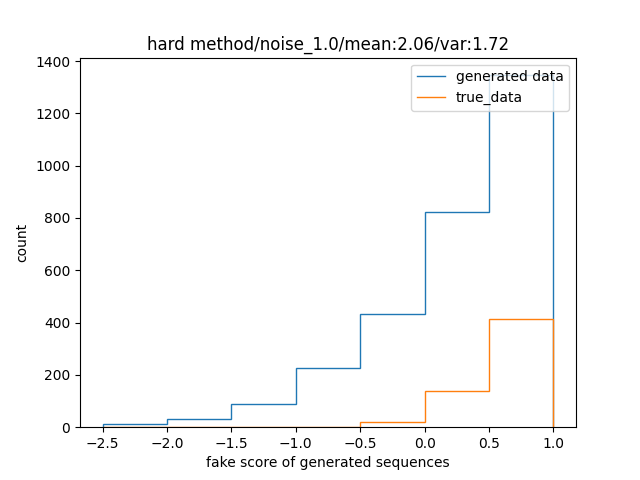 hard method/noise_1.0/mean:2.06/var:1.72
generated data
true_data
count
1400
1200
1000
800
600
400
200
0
−2.5 −2.0 −1.5 −1.0 −0.5 0.0 0.5 1.0
fake score of generated sequences